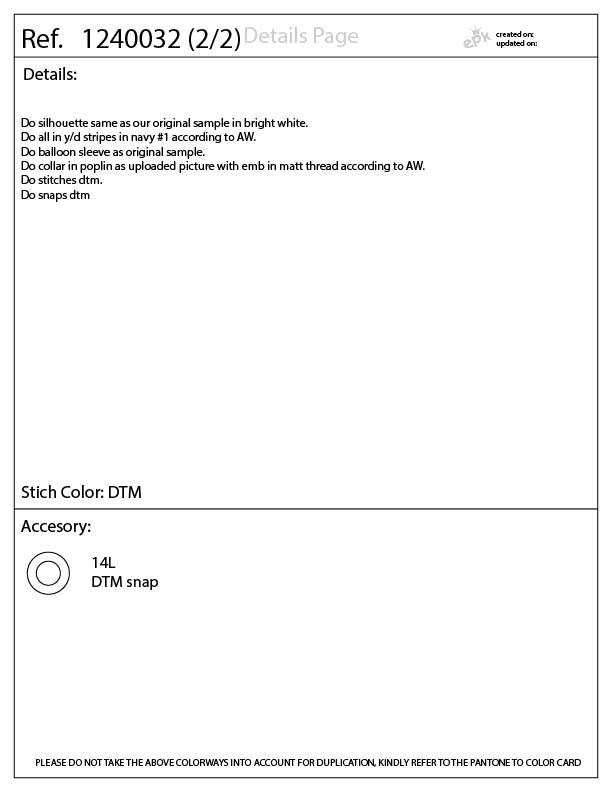 Ref. 1240032 (2/2) Details Page
epk created on:
updated on:
Details:
Do silhouette same as our original sample in bright white.
Do all in y/d stripes in navy #1 according to AW.
Do balloon sleeve as original sample.
Do collar in poplin as uploaded picture with emb in matt thread according to AW.
Do stitches dtm.
Do snaps dtm
Stich Color: DTM
Accesory:
14L
DTM snap
PLEASE DO NOT TAKE THE ABOVE COLORWAYS INTO ACCOUNT FOR DUPLICATION, KINDLY REFER TO THE PANTONE TO COLOR CARD